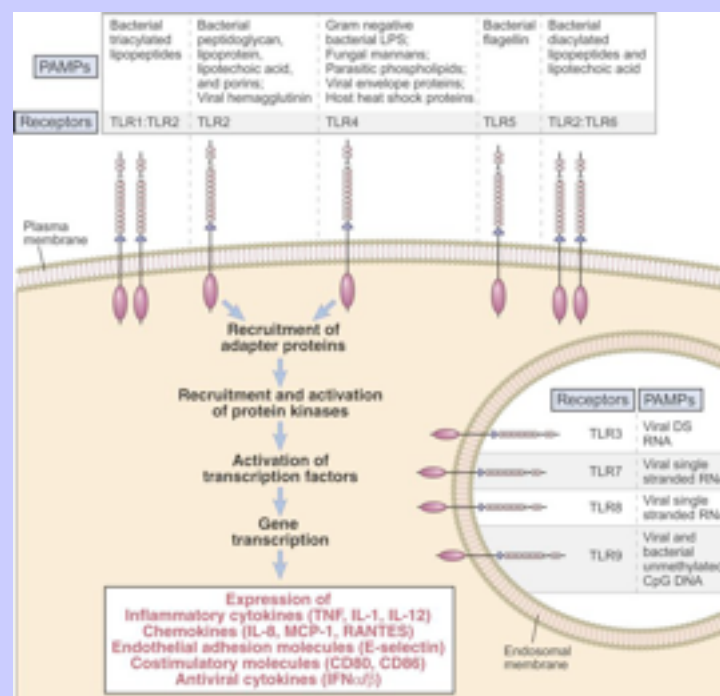 PAMPs
Bacterial
triacylated
lipopeptides
Bacterial
peptidoglycan,
lipoprotein,
lipotechoic acid,
and porins;
Viral hemagglutinin
Gram negative
bacterial LPS;
Fungal mannans;
Parasitic phospholipids;
Viral envelope proteins;
Host heat shock proteins
Bacterial
flagellin
Bacterial
diacylated
lipopeptides and
lipotechoic acid
Receptors
TLR1:TLR2
TLR2
TLR4
TLR5
TLR2:TLR6
Plasma
membrane
Recruitment of
adapter proteins
Recruitment and activation
of protein kinases
Activation of
transcription factors
Gene
transcription
Expression of
Inflammatory cytokines (TNF, IL-1, IL-12)
Chemokines (IL-8, MCP-1, RANTES)
Endothelial adhesion molecules (E-selectin)
Costimulatory molecules (CD80, CD86)
Antiviral cytokines (IFNα/β)
Receptors PAMPs
TLR3
Viral DS
RNA
TLR7
Viral single
stranded RNA
TLR8
Viral single
stranded RNA
TLR9
Viral and
bacterial
unmethylated
CpG DNA
Endosomal
membrane